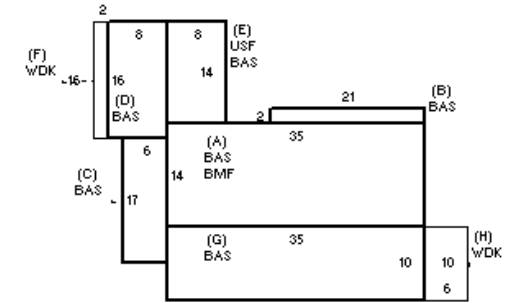 2
8
8
(E)
USF
BAS
(F)
WDK
16
16
14
(D)
BAS
21
(B)
BAS
2
35
6
(A)
BAS
BMF
(C)
BAS
14
17
(G)
BAS
35
(H)
WDK
10
10
6